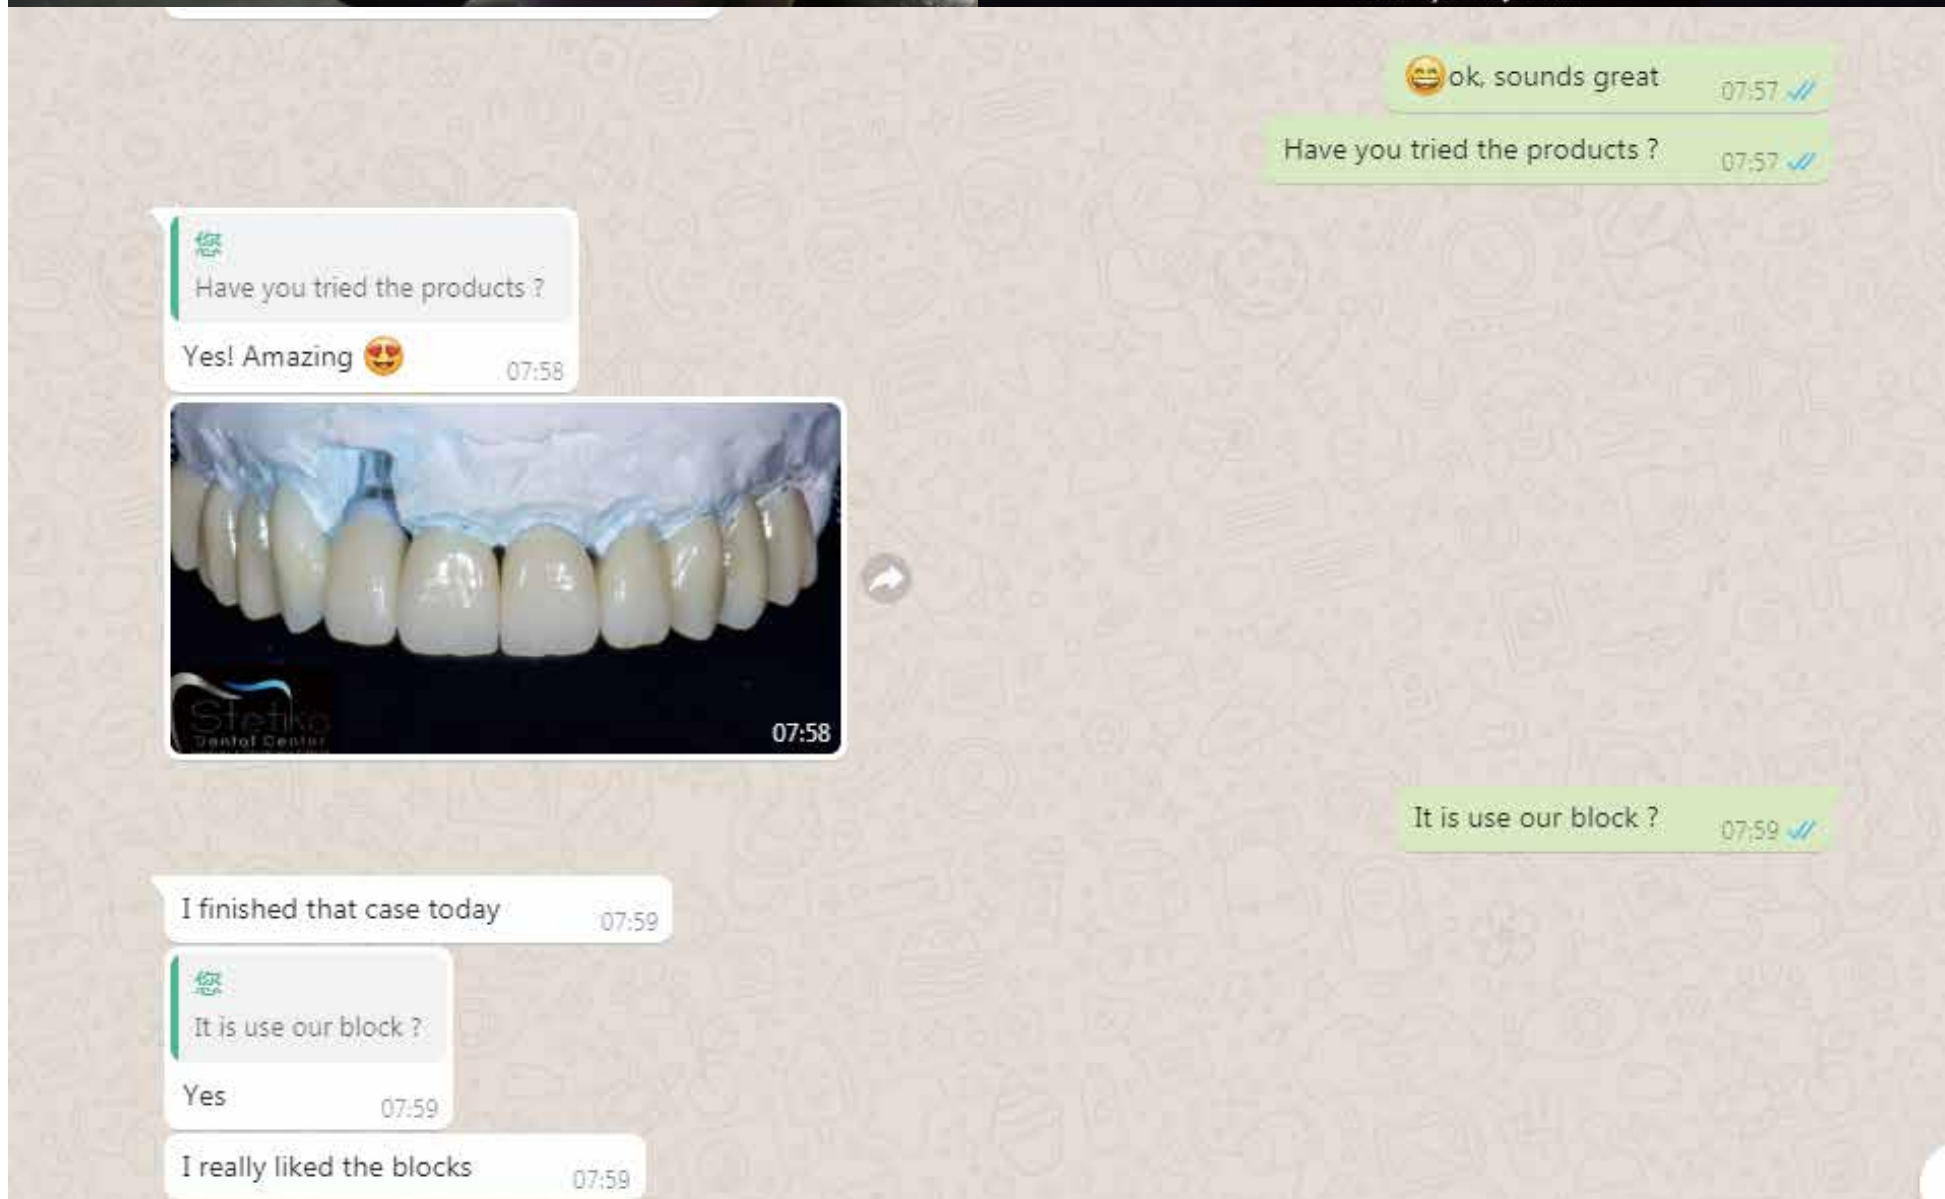 😄ok, sounds great 07:57
Have you tried the products ? 07:57
您
Have you tried the products ?
Yes! Amazing 😍 07:58
Stetiko
Dental Center
07:58
It is use our block ? 07:59
I finished that case today 07:59
您
It is use our block ?
Yes 07:59
I really liked the blocks 07:59